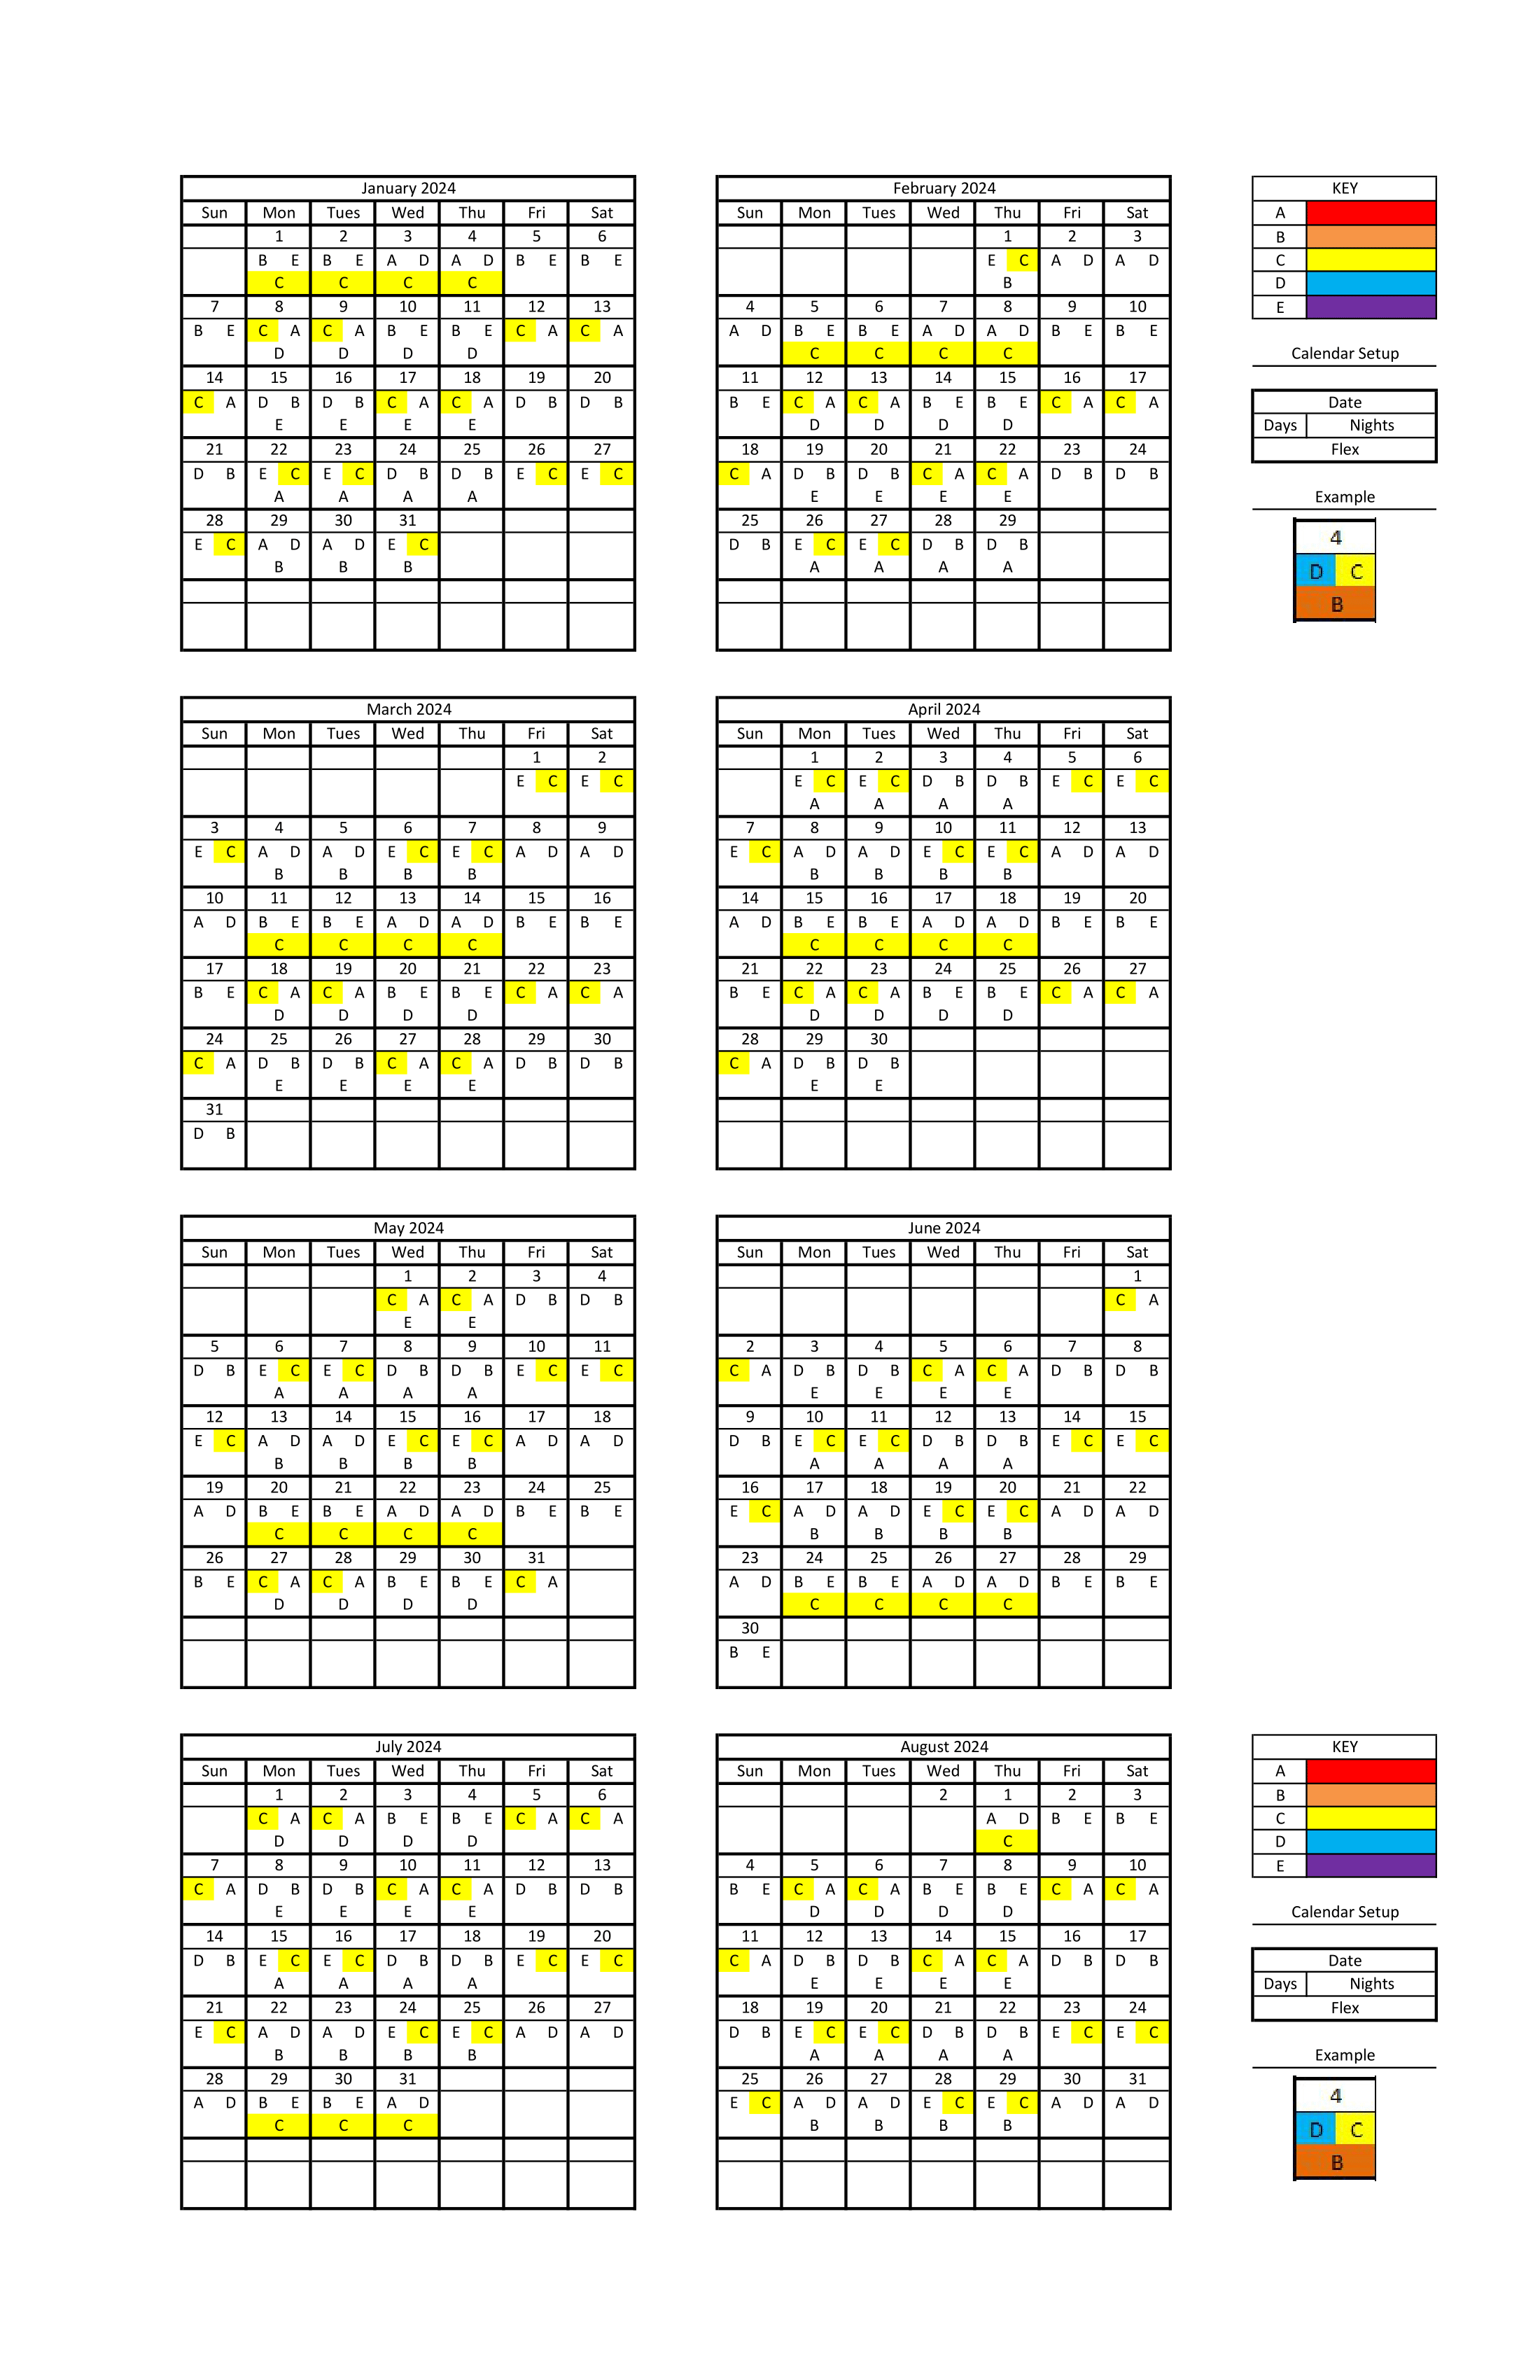 January 2024
Sun Mon Tues Wed Thu Fri Sat
1 2 3 4 5 6
B E B E A D A D B E B E
C C C C
7 8 9 10 11 12 13
B E C A C A B E B E C A C A
D D D D
14 15 16 17 18 19 20
C A D B D B C A C A D B D B
E E E E
21 22 23 24 25 26 27
D B E C E C D B D B E C E C
A A A A
28 29 30 31
E C A D A D E C
B B B
February 2024
Sun Mon Tues Wed Thu Fri Sat
1 2 3
E C A D A D
B
4 5 6 7 8 9 10
A D B E B E A D A D B E B E
C C C C
11 12 13 14 15 16 17
B E C A C A B E B E C A C A
D D D D
18 19 20 21 22 23 24
C A D B D B C A C A D B D B
E E E E
25 26 27 28 29
D B E C E C D B D B
A A A A
KEY
A
B
C
D
E
Calendar Setup
Date
Days Nights
Flex
Example
4
D C
B
March 2024
Sun Mon Tues Wed Thu Fri Sat
1 2
E C E C
3 4 5 6 7 8 9
E C A D A D E C E C A D A D
B B B B
10 11 12 13 14 15 16
A D B E B E A D A D B E B E
C C C C
17 18 19 20 21 22 23
B E C A C A B E B E C A C A
D D D D
24 25 26 27 28 29 30
C A D B D B C A C A D B D B
E E E E
31
D B
April 2024
Sun Mon Tues Wed Thu Fri Sat
1 2 3 4 5 6
E C E C D B D B E C E C
A A A A
7 8 9 10 11 12 13
E C A D A D E C E C A D A D
B B B B
14 15 16 17 18 19 20
A D B E B E A D A D B E B E
C C C C
21 22 23 24 25 26 27
B E C A C A B E B E C A C A
D D D D
28 29 30
C A D B D B
E E
May 2024
Sun Mon Tues Wed Thu Fri Sat
1 2 3 4
C A C A D B D B
E E
5 6 7 8 9 10 11
D B E C E C D B D B E C E C
A A A A
12 13 14 15 16 17 18
E C A D A D E C E C A D A D
B B B B
19 20 21 22 23 24 25
A D B E B E A D A D B E B E
C C C C
26 27 28 29 30 31
B E C A C A B E B E C A
D D D D
June 2024
Sun Mon Tues Wed Thu Fri Sat
1
C A
2 3 4 5 6 7 8
C A D B D B C A C A D B D B
E E E E
9 10 11 12 13 14 15
D B E C E C D B D B E C E C
A A A A
16 17 18 19 20 21 22
E C A D A D E C E C A D A D
B B B B
23 24 25 26 27 28 29
A D B E B E A D A D B E B E
C C C C
30
B E
July 2024
Sun Mon Tues Wed Thu Fri Sat
1 2 3 4 5 6
C A C A B E B E C A C A
D D D D
7 8 9 10 11 12 13
C A D B D B C A C A D B D B
E E E E
14 15 16 17 18 19 20
D B E C E C D B D B E C E C
A A A A
21 22 23 24 25 26 27
E C A D A D E C E C A D A D
B B B B
28 29 30 31
A D B E B E A D
C C C
August 2024
Sun Mon Tues Wed Thu Fri Sat
2 1 2 3
A D B E B E
C
4 5 6 7 8 9 10
B E C A C A B E B E C A C A
D D D D
11 12 13 14 15 16 17
C A D B D B C A C A D B D B
E E E E
18 19 20 21 22 23 24
D B E C E C D B D B E C E C
A A A A
25 26 27 28 29 30 31
E C A D A D E C E C A D A D
B B B B
KEY
A
B
C
D
E
Calendar Setup
Date
Days Nights
Flex
Example
4
D C
B